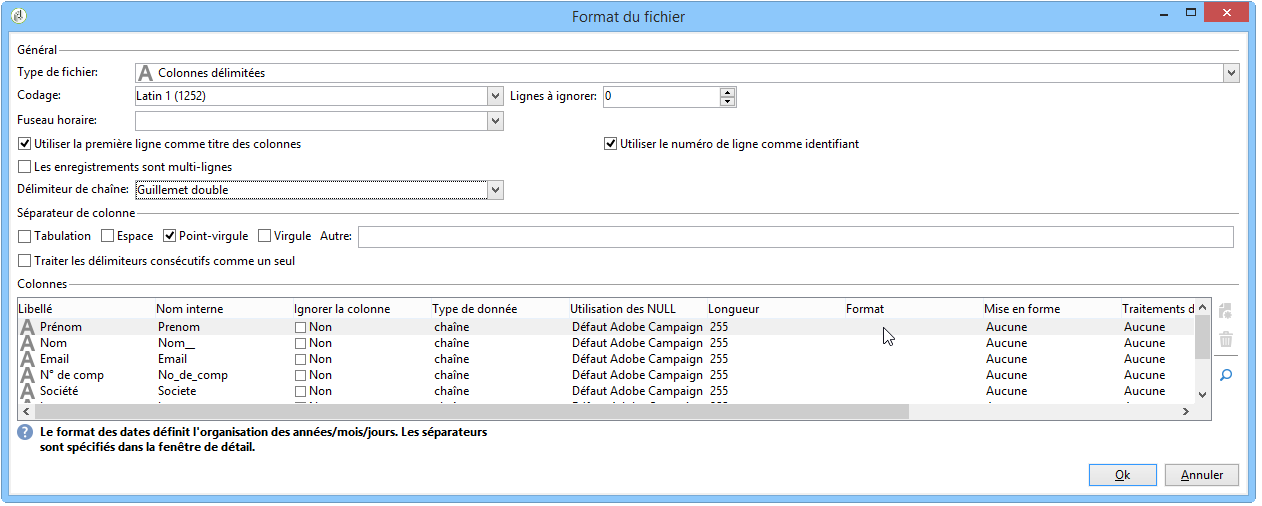 Format du fichier
Général
Type de fichier: A Colonnes délimitées
Codage: Latin 1 (1252) Lignes à ignorer: 0
Fuseau horaire:
Utiliser la première ligne comme titre des colonnes Utiliser le numéro de ligne comme identifiant
Les enregistrements sont multi-lignes
Délimiteur de chaîne: Guillemet double
Séparateur de colonne
Tabulation Espace Point-virgule Virgule Autre:
Traiter les délimiteurs consécutifs comme un seul
Colonnes
Libellé Nom interne Ignorer la colonne Type de donnée Utilisation des NULL Longueur Format Mise en forme Traitements d
A Prénom Prenom Non chaîne Défaut Adobe Campaign 255 Aucune Aucune
A Nom Nom__ Non chaîne Défaut Adobe Campaign 255 Aucune Aucune
A Email Email Non chaîne Défaut Adobe Campaign 255 Aucune Aucune
A N° de comp No_de_comp Non chaîne Défaut Adobe Campaign 255 Aucune Aucune
A Société Societe Non chaîne Défaut Adobe Campaign 255 Aucune Aucune
? Le format des dates définit l'organisation des années/mois/jours. Les séparateurs
sont spécifiés dans la fenêtre de détail.
Ok Annuler